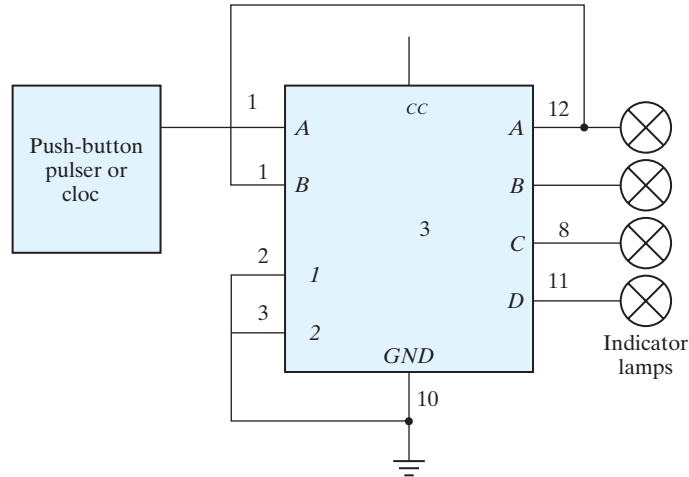 Push-button
pulser or
cloc
1
A
1
B
2
1
3
2
CC
3
GND
10
12
A
B
8
C
11
D
Indicator
lamps